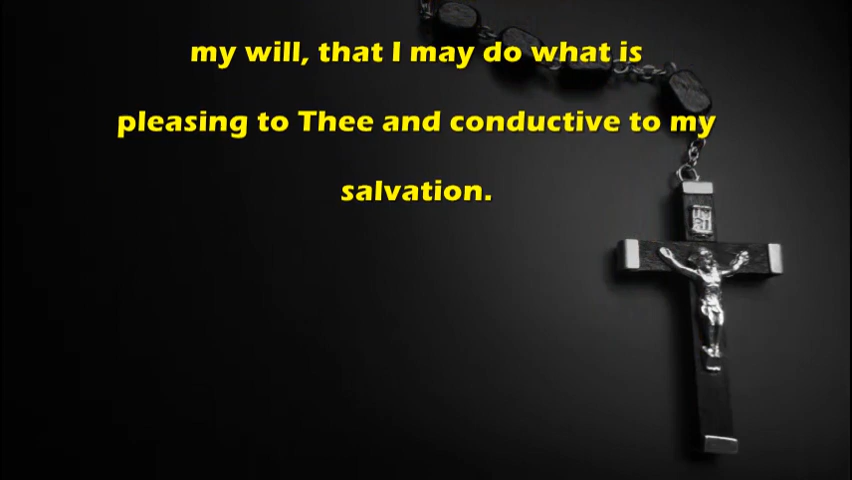 my will, that I may do what is
pleasing to Thee and conductive to my
salvation.